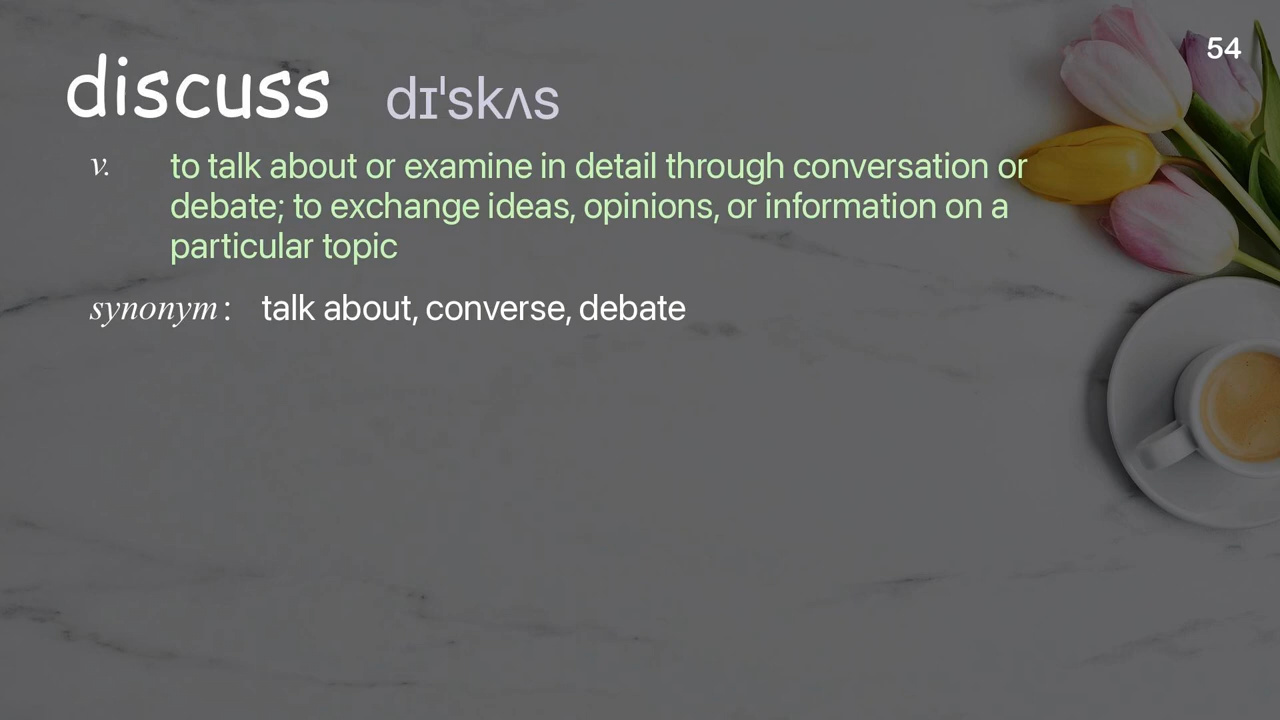 54
discuss dɪˈskʌs
v. to talk about or examine in detail through conversation or
debate; to exchange ideas, opinions, or information on a
particular topic
synonym: talk about, converse, debate